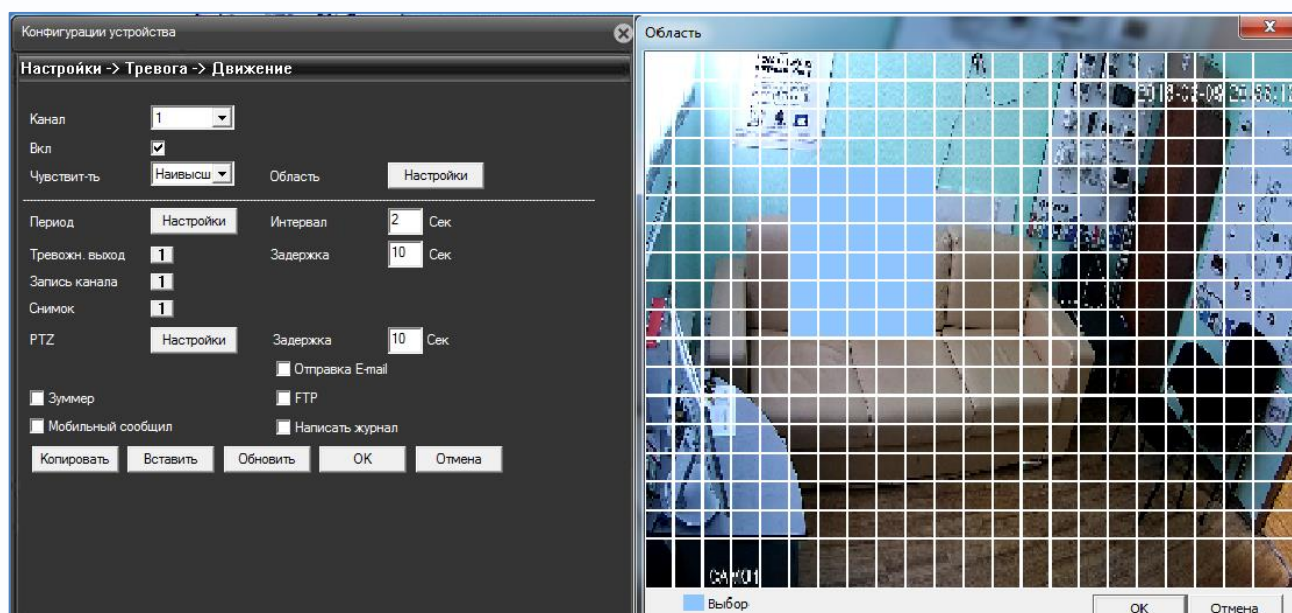 Конфигурации устройства
Настройки -> Тревога -> Движение
Канал 1
Вкл
Чувствит-ть Наивысш Область Настройки
Период Настройки Интервал 2 Сек
Тревожн. выход 1 Задержка 10 Сек
Запись канала 1
Снимок 1
PTZ Настройки Задержка 10 Сек
Отправка E-mail
Зуммер FTP
Мобильный сообщил Написать журнал
Копировать Вставить Обновить OK Отмена
Область
CAM01
Выбор
OK Отмена